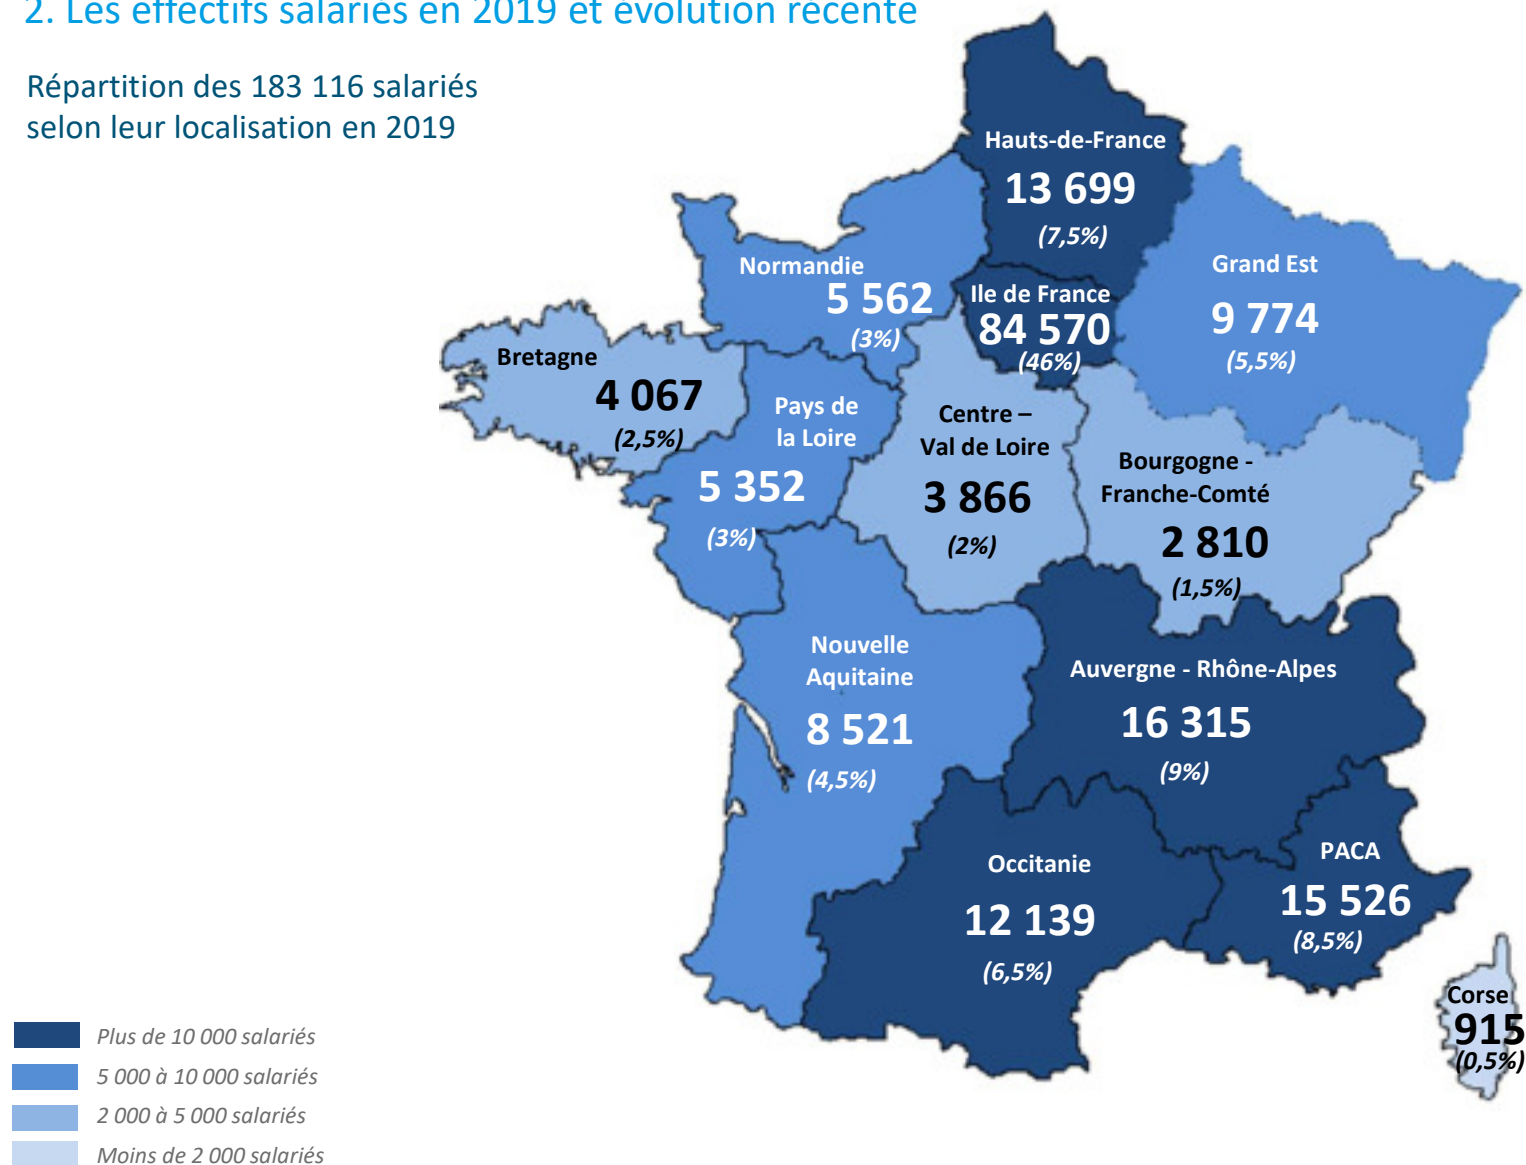 2. Les effectifs salariés en 2019 et évolution récente
Répartition des 183 116 salariés
selon leur localisation en 2019
Hauts-de-France
13 699
(7,5%)
Normandie
5 562
(3%)
Ile de France
84 570
(46%)
Grand Est
9 774
(5,5%)
Bretagne
4 067
(2,5%)
Pays de
la Loire
5 352
(3%)
Centre –
Val de Loire
3 866
(2%)
Bourgogne -
Franche-Comté
2 810
(1,5%)
Nouvelle
Aquitaine
8 521
(4,5%)
Auvergne - Rhône-Alpes
16 315
(9%)
Occitanie
12 139
(6,5%)
PACA
15 526
(8,5%)
Corse
915
(0,5%)
Plus de 10 000 salariés
5 000 à 10 000 salariés
2 000 à 5 000 salariés
Moins de 2 000 salariés